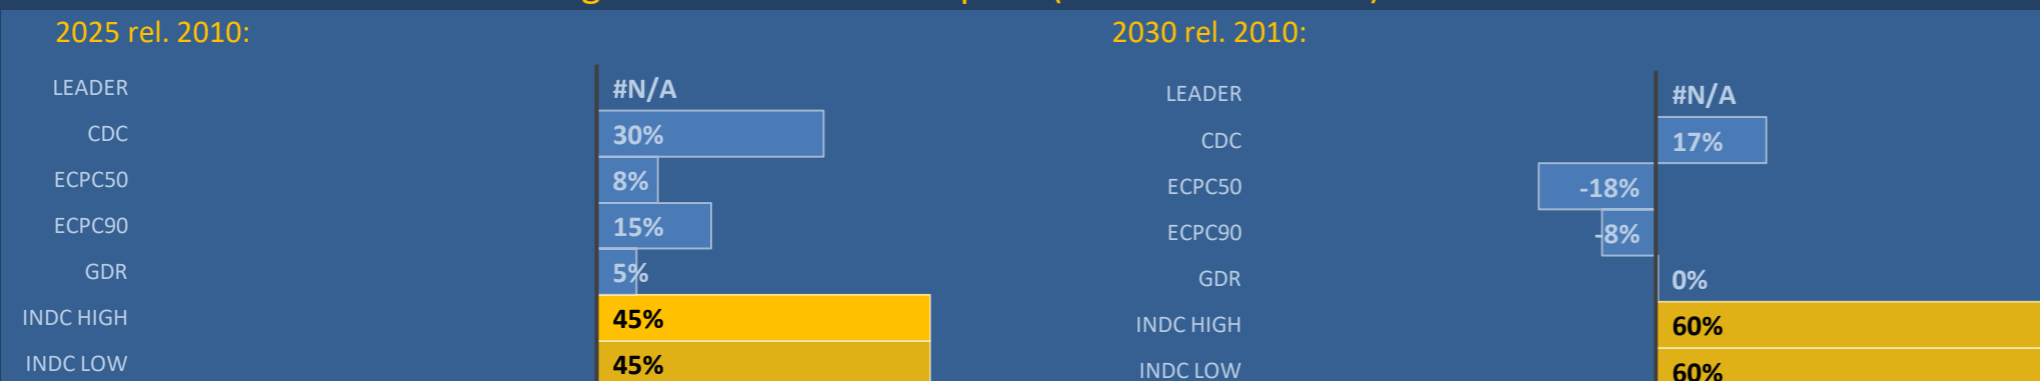 2025 rel. 2010:
LEADER #N/A
CDC 30%
ECPC50 8%
ECPC90 15%
GDR 5%
INDC HIGH 45%
INDC LOW 45%
2030 rel. 2010:
LEADER #N/A
CDC 17%
ECPC50 -18%
ECPC90 -8%
GDR 0%
INDC HIGH 60%
INDC LOW 60%